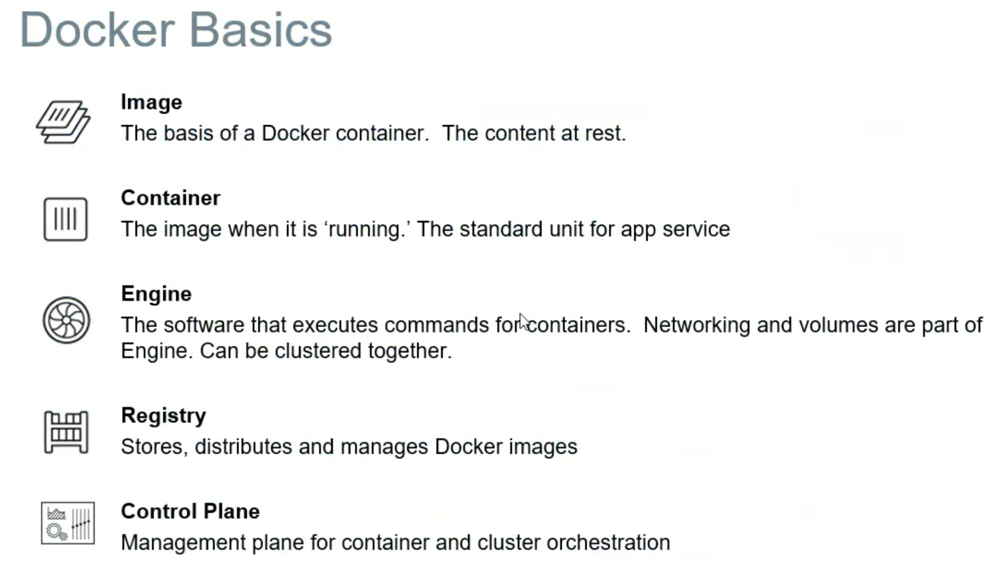 Docker Basics
Image
The basis of a Docker container.  The content at rest.
Container
The image when it is ‘running.’ The standard unit for app service
Engine
The software that executes commands for containers.  Networking and volumes are part of
Engine. Can be clustered together.
Registry
Stores, distributes and manages Docker images
Control Plane
Management plane for container and cluster orchestration